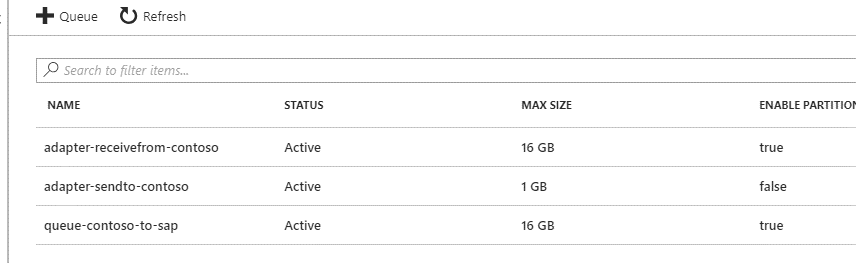 Queue Refresh
Search to filter items...
NAME STATUS MAX SIZE ENABLE PARTITION
adapter-receivefrom-contoso Active 16 GB true
adapter-sendto-contoso Active 1 GB false
queue-contoso-to-sap Active 16 GB true